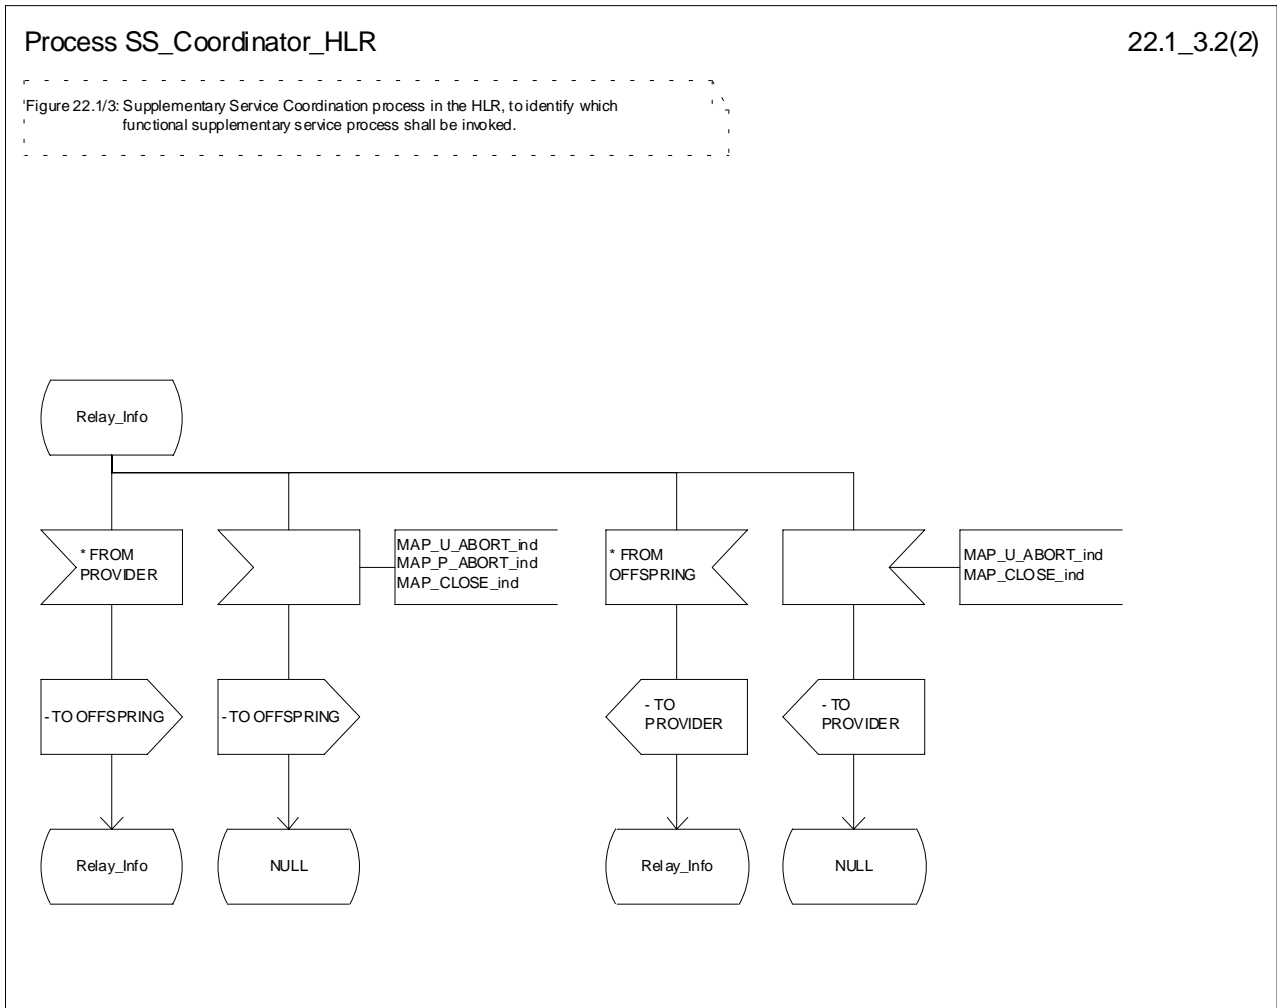 Process SS_Coordinator_HLR
22.1_3.2(2)
Figure 22.1/3: Supplementary Service Coordination process in the HLR, to identify which
functional supplementary service process shall be invoked.
Relay_Info
* FROM
PROVIDER
MAP_U_ABORT_ind
MAP_P_ABORT_ind
MAP_CLOSE_ind
* FROM
OFFSPRING
MAP_U_ABORT_ind
MAP_CLOSE_ind
- TO OFFSPRING
- TO OFFSPRING
- TO
PROVIDER
- TO
PROVIDER
Relay_Info
NULL
Relay_Info
NULL